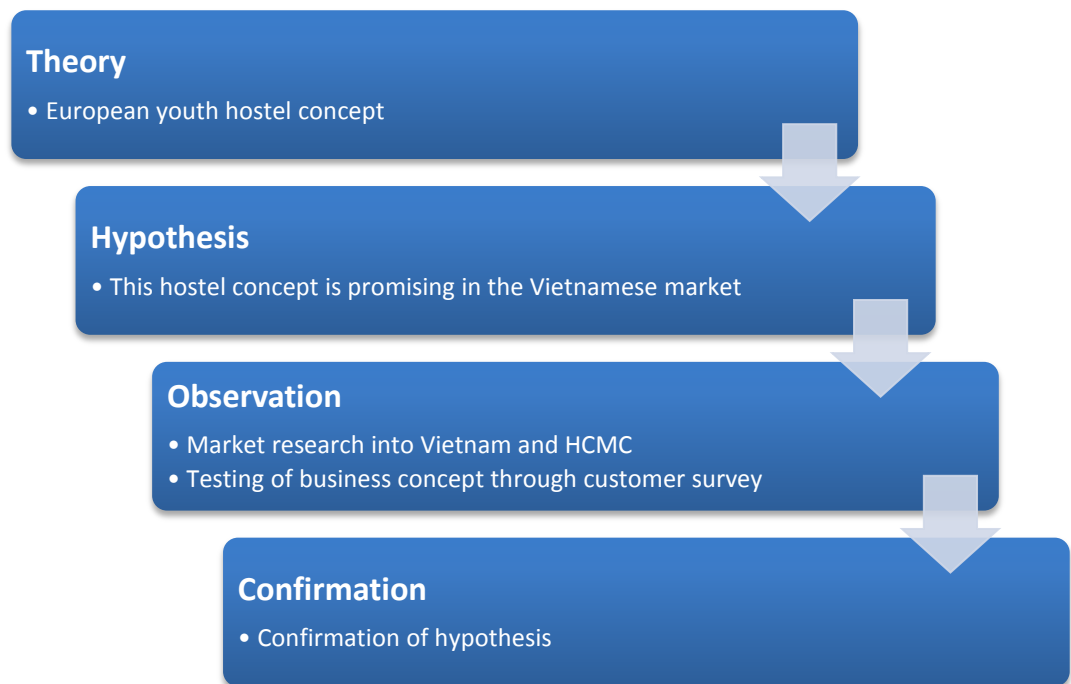 Theory
• European youth hostel concept
Hypothesis
• This hostel concept is promising in the Vietnamese market
Observation
• Market research into Vietnam and HCMC
• Testing of business concept through customer survey
Confirmation
• Confirmation of hypothesis